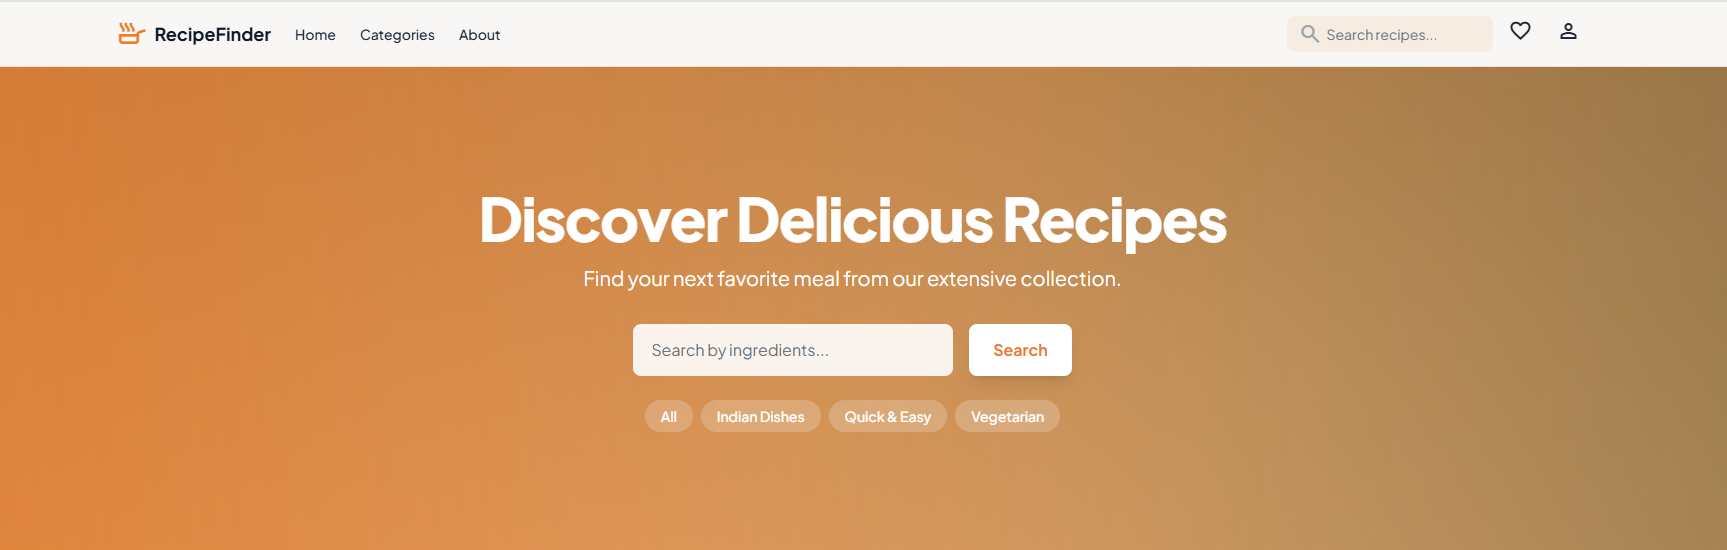 RecipeFinder Home Categories About Search recipes...
Discover Delicious Recipes
Find your next favorite meal from our extensive collection.
Search by ingredients... Search
All Indian Dishes Quick & Easy Vegetarian